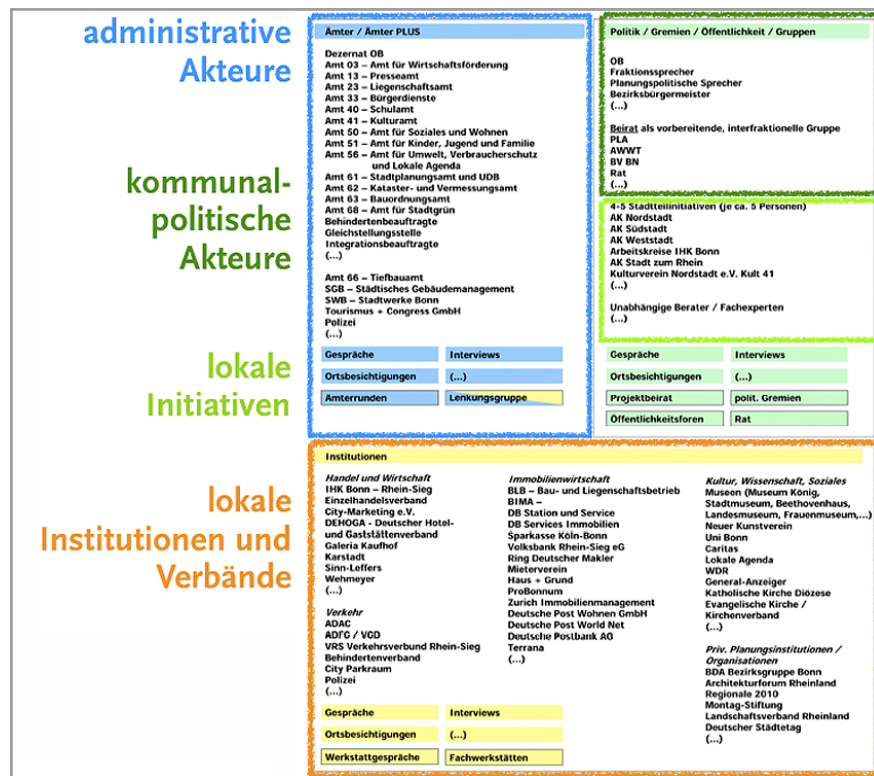 administrative
Akteure
kommunal-
politische
Akteure
lokale
Initiativen
lokale
Institutionen und
Verbände
Ämter / Ämter PLUS
Dezernat OB
Amt 03 – Amt für Wirtschaftsförderung
Amt 13 – Presseamt
Amt 23 – Liegenschaftsamt
Amt 33 – Bürgerdienste
Amt 40 – Schulamt
Amt 41 – Kulturamt
Amt 50 – Amt für Soziales und Wohnen
Amt 51 – Amt für Kinder, Jugend und Familie
Amt 56 – Amt für Umwelt, Verbraucherschutz
und Lokale Agenda
Amt 61 – Stadtplanungsamt und UDB
Amt 62 – Kataster- und Vermessungsamt
Amt 63 – Bauordnungsamt
Amt 68 – Amt für Stadtgrün
Behindertenbeauftragte
Gleichstellungsstelle
Integrationsbeauftragte
(...)
Amt 66 – Tiefbauamt
SGB – Städtisches Gebäudemanagement
SWB – Stadtwerke Bonn
Tourismus + Congress GmbH
Polizei
(...)
Gespräche
Interviews
Ortsbesichtigungen
(...)
Ämterrunden
Lenkungsgruppe
Politik / Gremien / Öffentlichkeit / Gruppen
OB
Fraktionssprecher
Planungspolitische Sprecher
Bezirksbürgermeister
(...)
Beirat als vorbereitende, interfraktionelle Gruppe
PLA
AWWT
BV BN
Rat
(...)
4-5 Stadtteilinitiativen (je ca. 5 Personen)
AK Nordstadt
AK Südstadt
AK Weststadt
Arbeitskreise IHK Bonn
AK Stadt zum Rhein
Kulturverein Nordstadt e.V. Kult 41
(...)
Unabhängige Berater / Fachexperten
(...)
Gespräche
Interviews
Ortsbesichtigungen
(...)
Projektbeirat
polit. Gremien
Öffentlichkeitsforen
Rat
Institutionen
Handel und Wirtschaft
IHK Bonn – Rhein-Sieg
Einzelhandelsverband
City-Marketing e.V.
DEHOGA - Deutscher Hotel-
und Gaststättenverband
Galeria Kaufhof
Karstadt
Sinn-Leffers
Wehmeyer
(...)
Verkehr
ADAC
ADFC / VCD
VRS Verkehrsverbund Rhein-Sieg
Behindertenverband
City Parkraum
Polizei
(...)
Gespräche
Interviews
Ortsbesichtigungen
(...)
Werkstattgespräche
Fachwerkstätten
Immobilienwirtschaft
BLB – Bau- und Liegenschaftsbetrieb
BIMA –
DB Station und Service
DB Services Immobilien
Sparkasse Köln-Bonn
Volksbank Rhein-Sieg eG
Ring Deutscher Makler
Mieterverein
Haus + Grund
ProBonnum
Zurich Immobilienmanagement
Deutsche Post Wohnen GmbH
Deutsche Post World Net
Deutsche Postbank AG
Terrana
(...)
Kultur, Wissenschaft, Soziales
Museen (Museum König,
Stadtmuseum, Beethovenhaus,
Landesmuseum, Frauenmuseum,...)
Neuer Kunstverein
Uni Bonn
Caritas
Lokale Agenda
WDR
General-Anzeiger
Katholische Kirche Diözese
Evangelische Kirche /
Kirchenverband
(...)
Priv. Planungsinstitutionen /
Organisationen
BDA Bezirksgruppe Bonn
Architekturforum Rheinland
Regionale 2010
Montag-Stiftung
Landschaftsverband Rheinland
Deutscher Städtetag
(...)